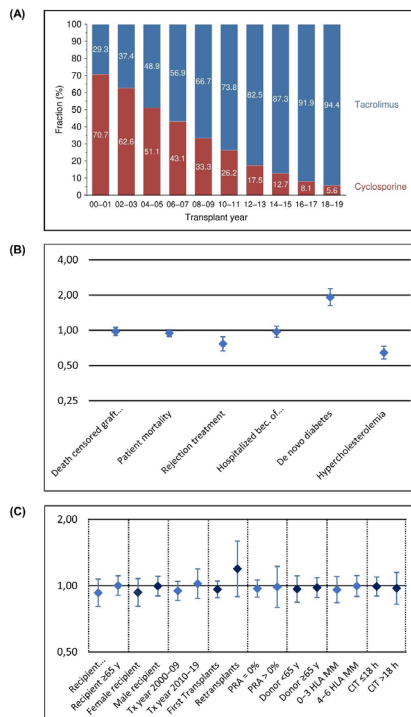 (A)
100
90
80
70
60
50
40
30
20
10
0
Fraction (%)
29.3 37.4 48.9 56.9 66.7 73.8 82.5 87.3 91.9 94.4
70.7 62.6 51.1 43.1 33.3 26.2 17.5 12.7 8.1 5.6
Tacrolimus
Cyclosporine
00–01 02–03 04–05 06–07 08–09 10–11 12–13 14–15 16–17 18–19
Transplant year
(B)
4,00
2,00
1,00
0,50
0,25
Death censored graft...
Patient mortality
Rejection treatment
Hospitalized bec. of...
De novo diabetes
Hypercholesterolemia
(C)
2,00
1,00
0,50
Recipient...
Recipient ≥65 y
Female recipient
Male recipient
Tx year 2000–09
Tx year 2010–19
First Transplants
Retransplants
PRA = 0%
PRA > 0%
Donor <65 y
Donor ≥65 y
0–3 HLA MM
4–6 HLA MM
CIT ≤18 h
CIT >18 h